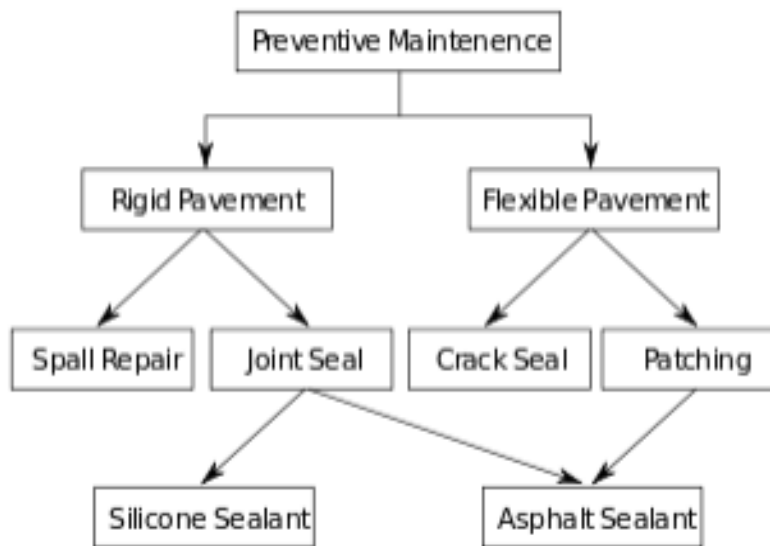 Preventive Maintenence
Rigid Pavement
Flexible Pavement
Spall Repair
Joint Seal
Crack Seal
Patching
Silicone Sealant
Asphalt Sealant